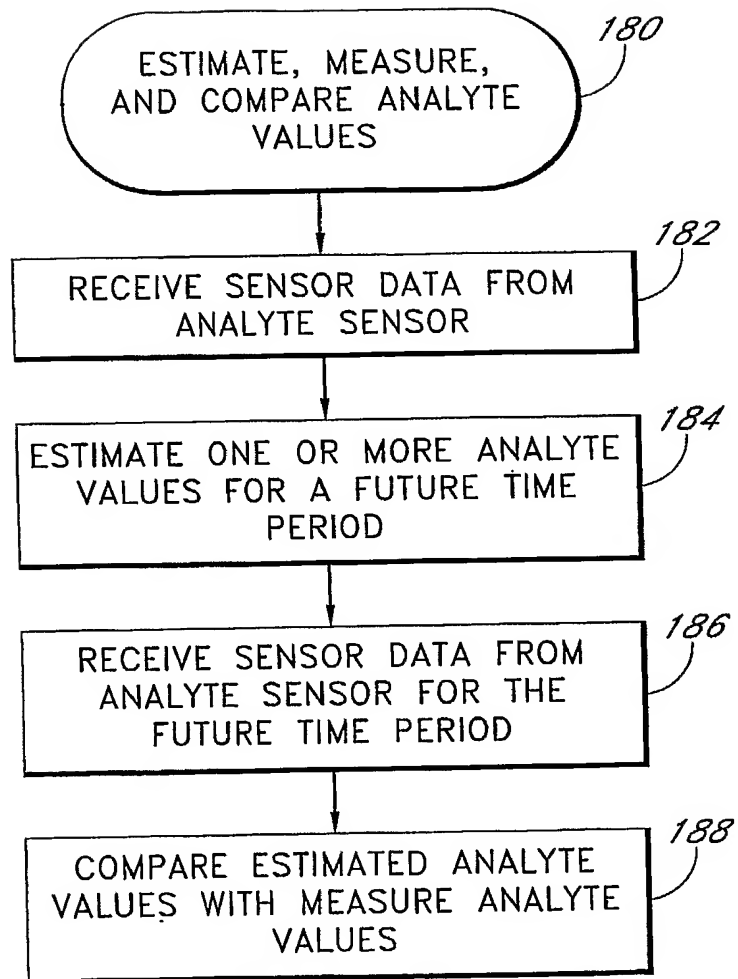 180
ESTIMATE, MEASURE,
AND COMPARE ANALYTE
VALUES
182
RECEIVE SENSOR DATA FROM
ANALYTE SENSOR
184
ESTIMATE ONE OR MORE ANALYTE
VALUES FOR A FUTURE TIME
PERIOD
186
RECEIVE SENSOR DATA FROM
ANALYTE SENSOR FOR THE
FUTURE TIME PERIOD
188
COMPARE ESTIMATED ANALYTE
VALUES WITH MEASURE ANALYTE
VALUES